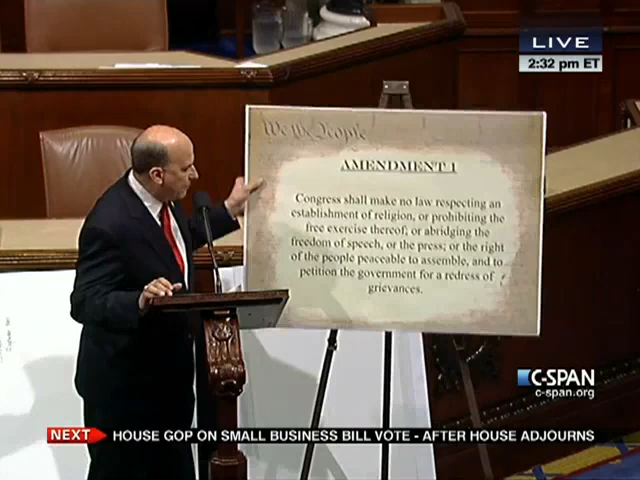 LIVE
2:32 pm ET
We the People
AMENDMENT 1
Congress shall make no law respecting an
establishment of religion, or prohibiting the
free exercise thereof; or abridging the
freedom of speech, or the press; or the right
of the people peaceable to assemble, and to
petition the government for a redress of
grievances.
C-SPAN
c-span.org
NEXT HOUSE GOP ON SMALL BUSINESS BILL VOTE - AFTER HOUSE ADJOURNS